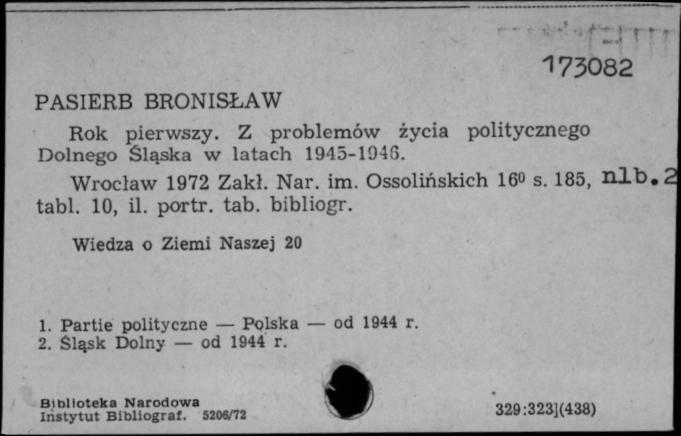 173082
PASIERB BRONISŁAW
Rok pierwszy. Z problemów życia politycznego
Dolnego Śląska w latach 1945-1946.
Wrocław 1972 Zakł. Nar. im. Ossolińskich 16⁰ s. 185, nlb.2
tabl. 10, il. portr. tab. bibliogr.
Wiedza o Ziemi Naszej 20
1. Partie polityczne — Polska — od 1944 r.
2. Śląsk Dolny — od 1944 r.
Biblioteka Narodowa
Instytut Bibliograf. 5206/72
329:323](438)